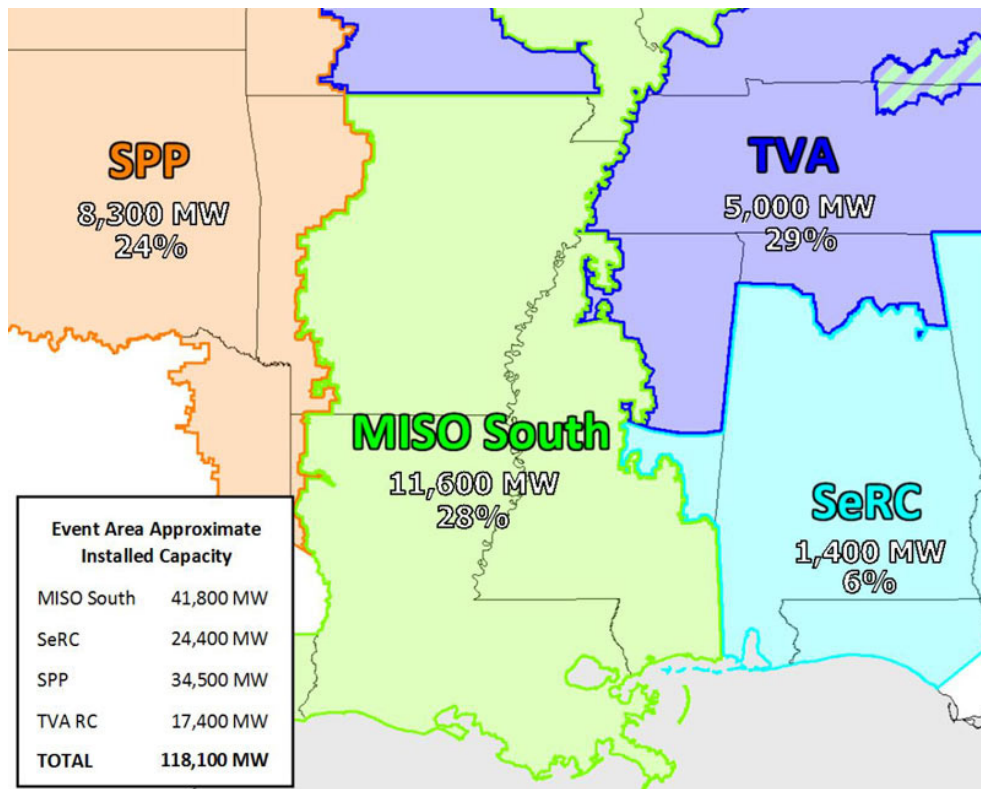 SPP
8,300 MW
24%
TVA
5,000 MW
29%
MISO South
11,600 MW
28%
SeRC
1,400 MW
6%
Event Area Approximate
Installed Capacity
MISO South 41,800 MW
SeRC 24,400 MW
SPP 34,500 MW
TVA RC 17,400 MW
TOTAL 118,100 MW